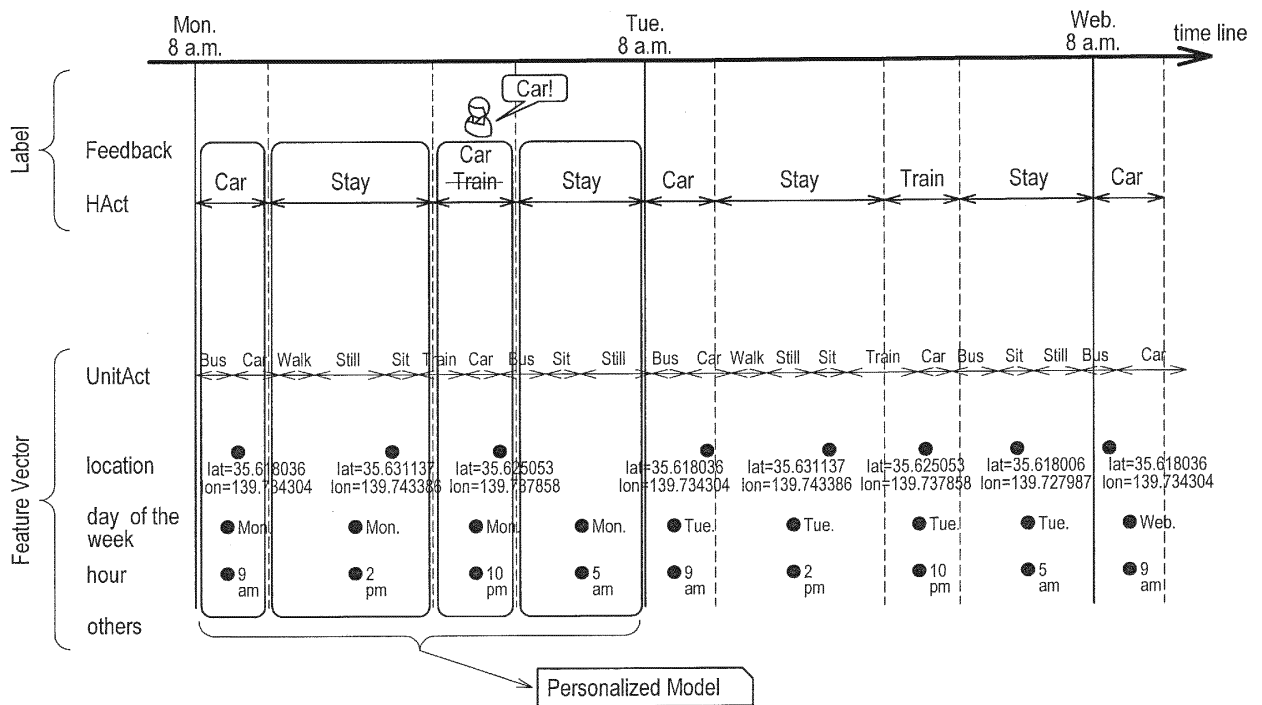 Mon.
8 a.m.
Tue.
8 a.m.
Web.
8 a.m.
time line
Car!
Label
Feedback
HAct
Car
Stay
Car
Train
Stay
Car
Stay
Train
Stay
Car
Feature Vector
UnitAct
Bus Car Walk Still Sit Train Car Bus Sit Still Bus Car Walk Still Sit Train Car Bus Sit Still Bus Car
location
lat=35.618036
lon=139.734304
lat=35.631137
lon=139.743386
lat=35.625053
lon=139.737858
lat=35.618036
lon=139.734304
lat=35.631137
lon=139.743386
lat=35.625053
lon=139.737858
lat=35.618006
lon=139.727987
lat=35.618036
lon=139.734304
day of the
week
Mon. Mon. Mon. Mon. Tue. Tue. Tue. Tue. Web.
hour
9
am
2
pm
10
pm
5
am
9
am
2
pm
10
pm
5
am
9
am
others
Personalized Model